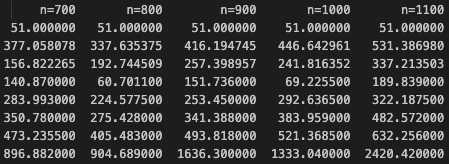 n=700 n=800 n=900 n=1000 n=1100
51.000000 51.000000 51.000000 51.000000 51.000000
377.058078 337.635375 416.194745 446.642961 531.386980
156.822265 192.744509 257.398957 241.816352 337.213503
140.870000 60.701100 151.736000 69.225500 189.839000
283.993000 224.577500 253.450000 292.636500 322.187500
350.780000 275.428000 341.388000 383.959000 482.572000
473.235500 405.483000 493.818000 521.368500 632.256000
896.882000 904.689000 1636.300000 1333.040000 2420.420000